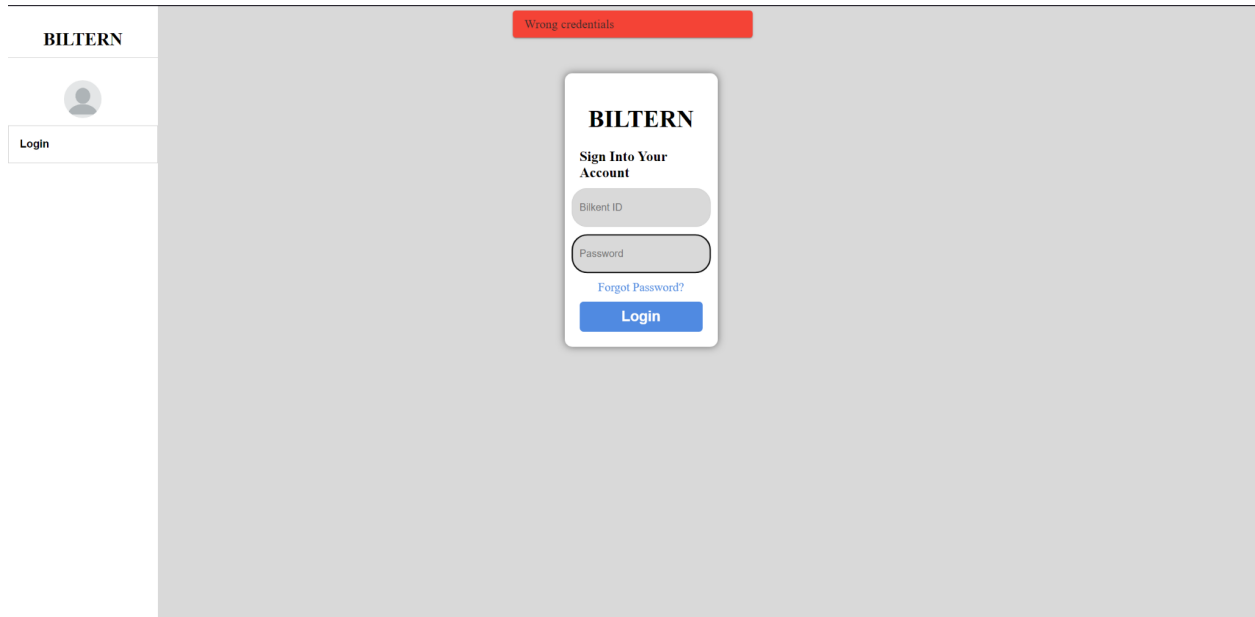 Wrong credentials
BILTERN
Login
BILTERN
Sign Into Your
Account
Bilkent ID
Password
Forgot Password?
Login